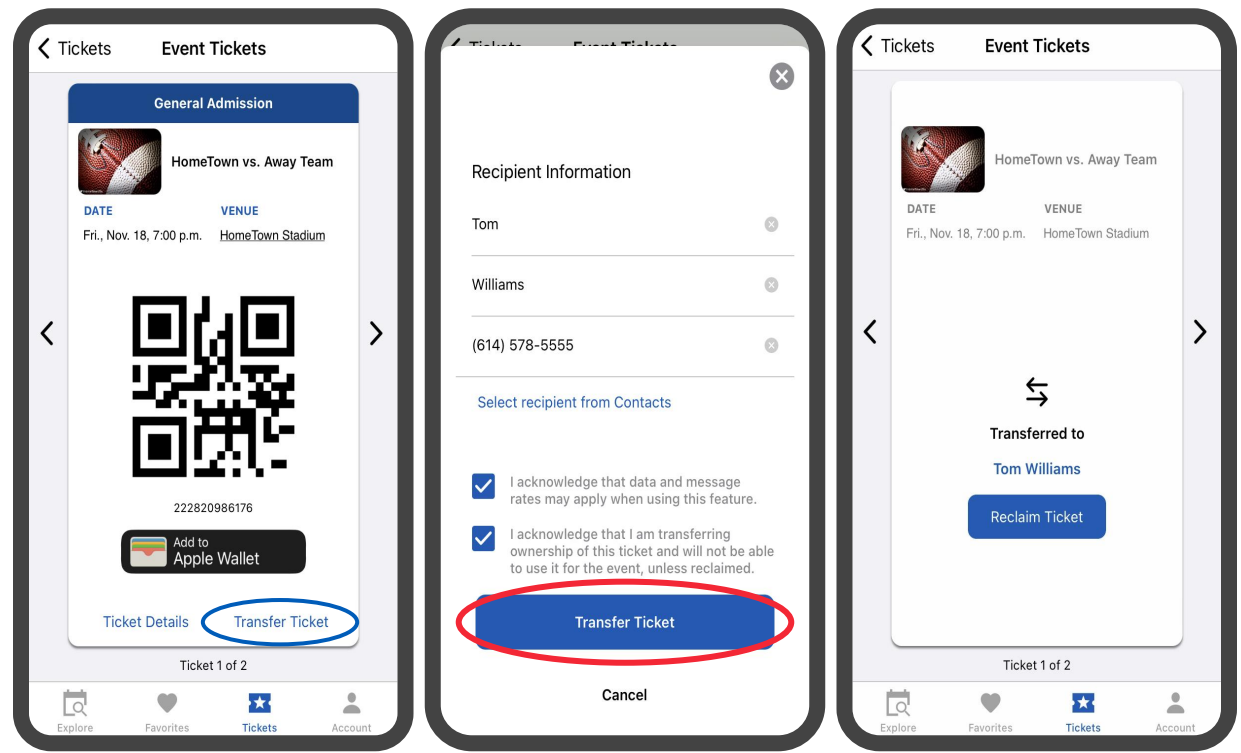 Tickets
Event Tickets
General Admission
HomeTown vs. Away Team
DATE
VENUE
Fri., Nov. 18, 7:00 p.m.
HomeTown Stadium
222820986176
Add to
Apple Wallet
Ticket Details
Transfer Ticket
Ticket 1 of 2
Explore
Favorites
Tickets
Account
Tickets
Event Tickets
Recipient Information
Tom
Williams
(614) 578-5555
Select recipient from Contacts
I acknowledge that data and message
rates may apply when using this feature.
I acknowledge that I am transferring
ownership of this ticket and will not be able
to use it for the event, unless reclaimed.
Transfer Ticket
Cancel
Tickets
Event Tickets
HomeTown vs. Away Team
DATE
VENUE
Fri., Nov. 18, 7:00 p.m.
HomeTown Stadium
Transferred to
Tom Williams
Reclaim Ticket
Ticket 1 of 2
Explore
Favorites
Tickets
Account